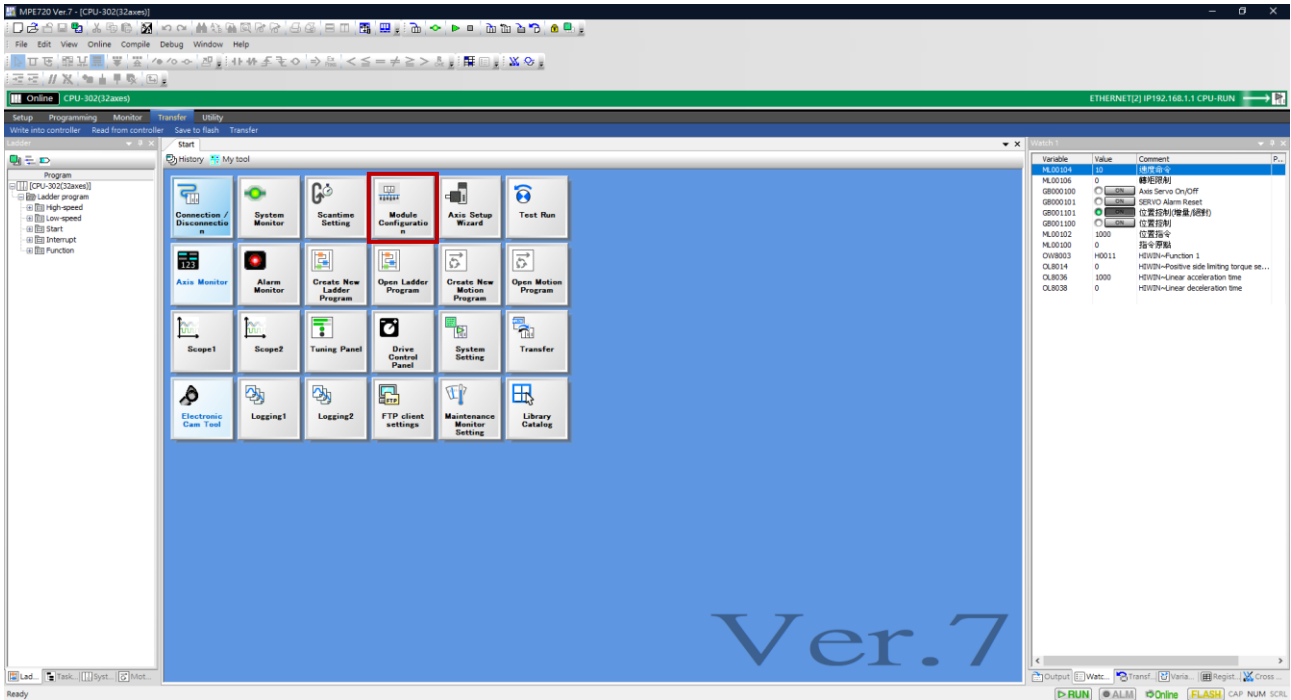 MPE720 Ver.7 - [CPU-302(32axes)]
File Edit View Online Compile Debug Window Help
Online CPU-302(32axes)
ETHERNET[2] IP192.168.1.1 CPU-RUN
Setup Programming Monitor Transfer Utility
Write into controller Read from controller Save to flash Transfer
Ladder
Program
[CPU-302(32axes)]
Ladder program
High-speed
Low-speed
Start
Interrupt
Function
Start
History My tool
Connection /
Disconnectio
n
System
Monitor
Scantime
Setting
Module
Configuratio
n
Axis Setup
Wizard
Test Run
123
Axis Monitor
Alarm
Monitor
Create New
Ladder
Program
Open Ladder
Program
Create New
Motion
Program
Open Motion
Program
Scope1
Scope2
Tuning Panel
Drive
Control
Panel
System
Setting
Transfer
Electronic
Cam Tool
Logging1
Logging2
FTP
FTP client
settings
Maintenance
Monitor
Setting
Library
Catalog
Ver.7
Watch 1
Variable Value Comment P...
ML00104 10 速度命令
ML00106 0 轉矩限制
GB000100 ON Axis Servo On/Off
GB000101 ON SERVO Alarm Reset
GB001101 ON 位置控制(增量/絕對)
GB001100 ON 位置控制
ML00102 1000 位置指令
ML00100 0 指令原點
OW8003 H0011 HIWIN~Function 1
OL8014 0 HIWIN~Positive side limiting torque se...
OL8036 1000 HIWIN~Linear acceleration time
OL8038 0 HIWIN~Linear deceleration time
Lad... Task... Syst... Mot...
Output Watc... Transf... Varia... Regist... Cross ...
Ready
RUN ALM Online FLASH CAP NUM SCRL